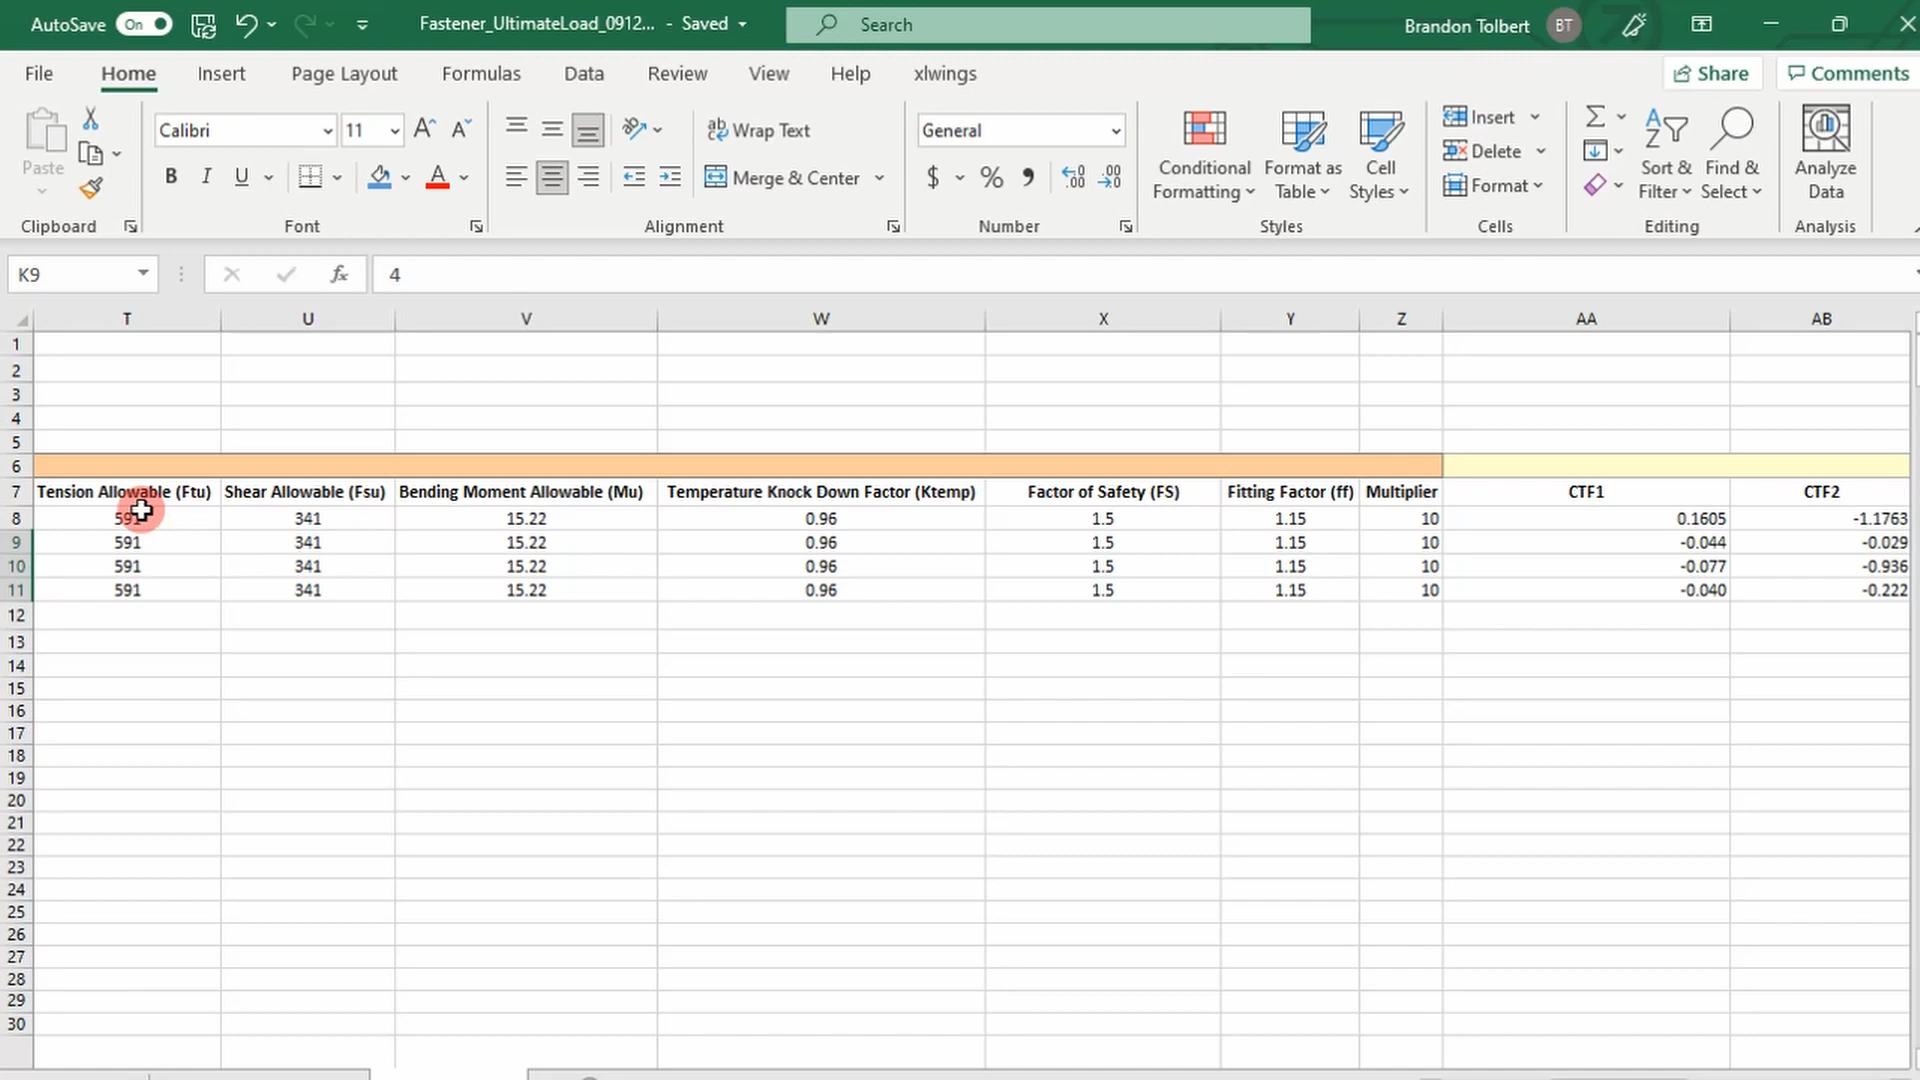 AutoSave On Fastener_UltimateLoad_0912... - Saved Search Brandon Tolbert BT
File Home Insert Page Layout Formulas Data Review View Help xlwings Share Comments
Paste Calibri 11 Wrap Text General Conditional Formatting Format as Table Cell Styles Insert Delete Format Sort & Filter Find & Select Analyze Data
B I U A Merge & Center $ % 9
Clipboard Font Alignment Number Styles Cells Editing Analysis
K9 fx 4
T U V W X Y Z AA AB
1
2
3
4
5
6
7 Tension Allowable (Ftu) Shear Allowable (Fsu) Bending Moment Allowable (Mu) Temperature Knock Down Factor (Ktemp) Factor of Safety (FS) Fitting Factor (ff) Multiplier CTF1 CTF2
8 591 341 15.22 0.96 1.5 1.15 10 0.1605 -1.1763
9 591 341 15.22 0.96 1.5 1.15 10 -0.044 -0.029
10 591 341 15.22 0.96 1.5 1.15 10 -0.077 -0.936
11 591 341 15.22 0.96 1.5 1.15 10 -0.040 -0.222
12
13
14
15
16
17
18
19
20
21
22
23
24
25
26
27
28
29
30